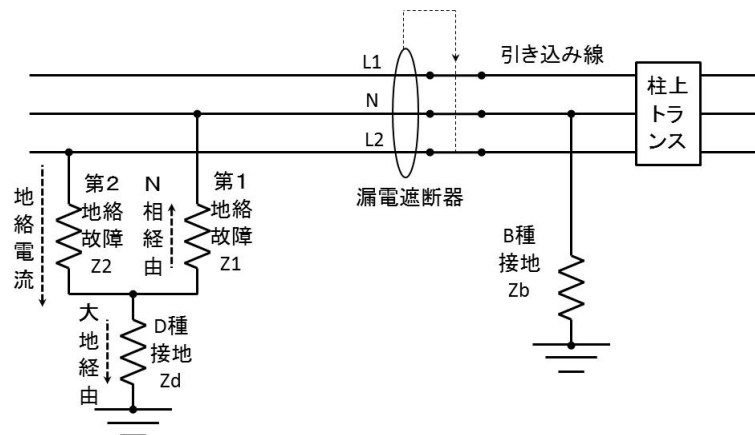 L1
引き込み線
N
L2
柱上
トラ
ンス
漏電遮断器
地絡電流
第2
地絡
故障
Z2
N相経由
第1
地絡
故障
Z1
B種
接地
Zb
大地経由
D種
接地
Zd